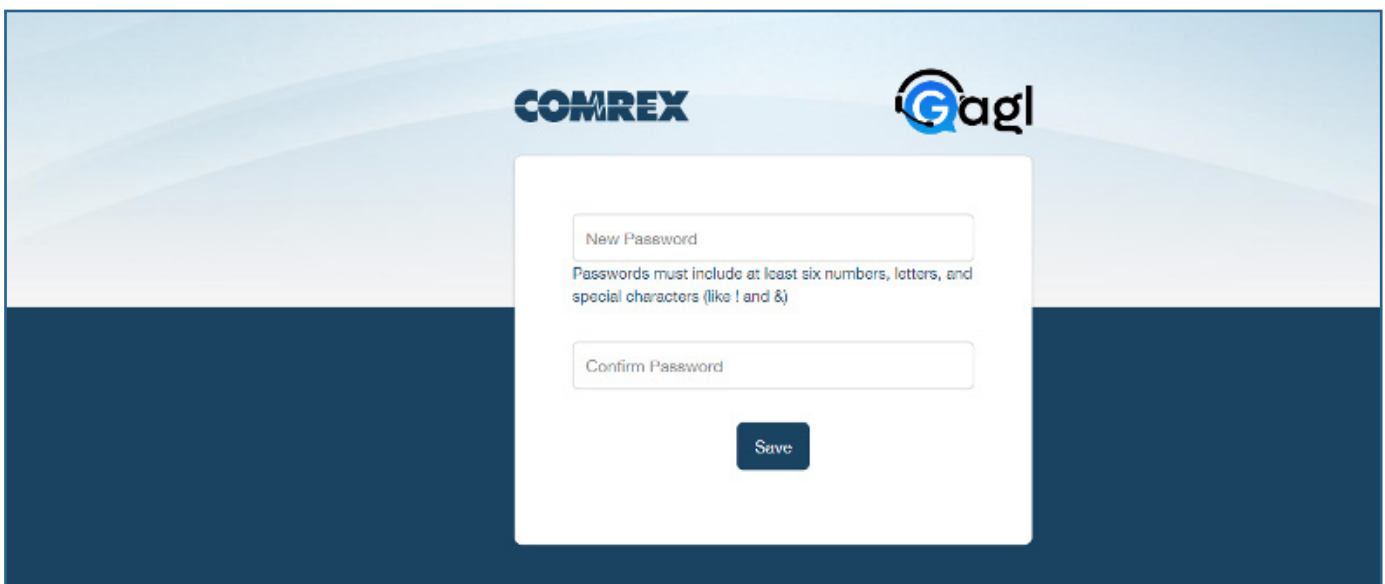 COMREX
Gagl
New Password
Passwords must include at least six numbers, letters, and
special characters (like ! and &)
Confirm Password
Save